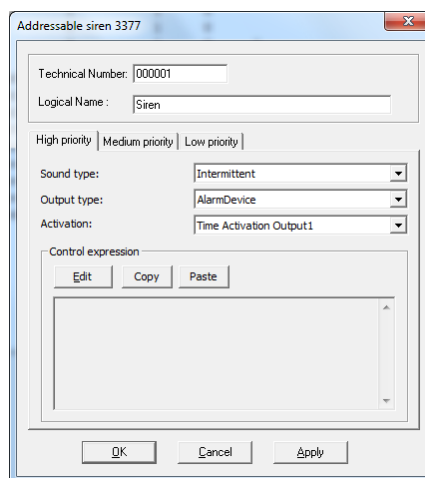 Addressable siren 3377
Technical Number: 000001
Logical Name : Siren
High priority Medium priority Low priority
Sound type: Intermittent
Output type: AlarmDevice
Activation: Time Activation Output1
Control expression
Edit Copy Paste
OK Cancel Apply